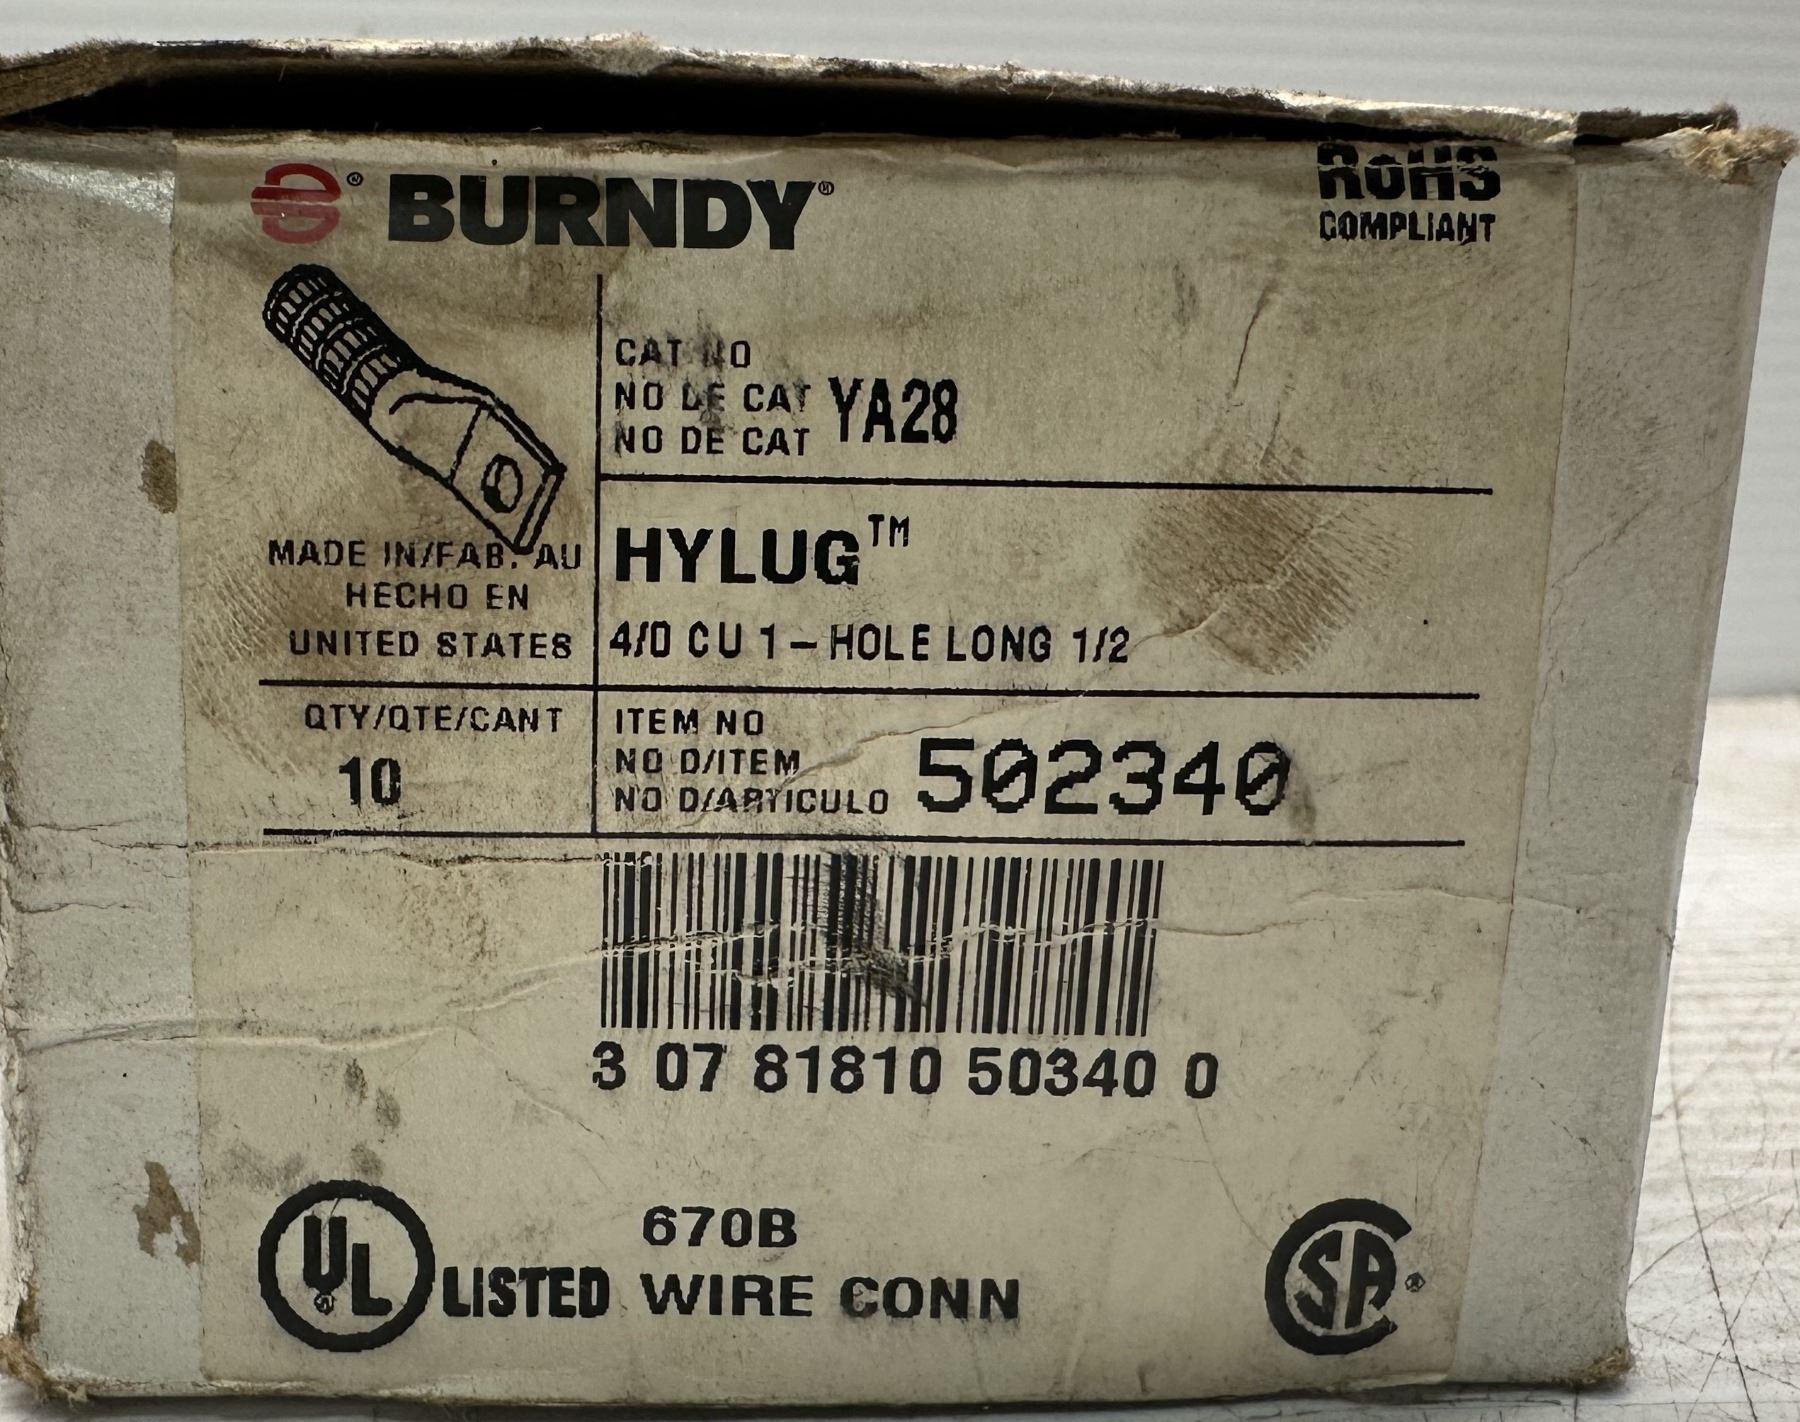 BURNDY®
RoHS
COMPLIANT
CAT NO
NO DE CAT
NO DE CAT
YA28
MADE IN/FAB. AU
HECHO EN
UNITED STATES
HYLUG™
4/0 CU 1-HOLE LONG 1/2
QTY/QTE/CANT
10
ITEM NO
NO D/ITEM
NO D/ARTICULO
502340
3 07 81810 50340 0
UL LISTED
670B
WIRE CONN
SA®